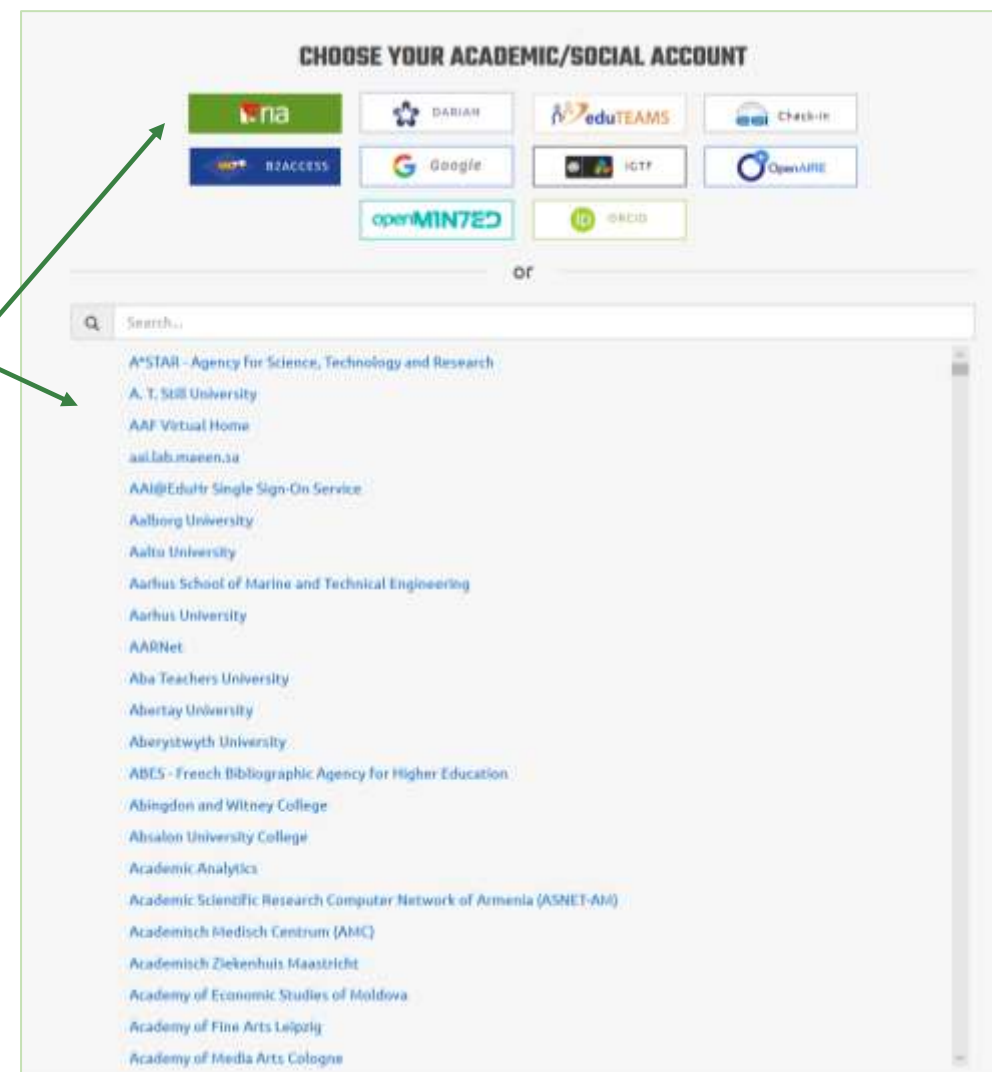 CHOOSE YOUR ACADEMIC/SOCIAL ACCOUNT
na DARIAH eduTEAMS Check-in
B2ACCESS Google IGTF OpenAIRE
openMIN7ED iD ORCID
or
Search...
A*STAR - Agency for Science, Technology and Research
A. T. Still University
AAF Virtual Home
aai.lab.maeen.sa
AAI@EduHr Single Sign-On Service
Aalborg University
Aalto University
Aarhus School of Marine and Technical Engineering
Aarhus University
AARNet
Aba Teachers University
Abertay University
Aberystwyth University
ABES - French Bibliographic Agency for Higher Education
Abingdon and Witney College
Absalon University College
Academic Analytics
Academic Scientific Research Computer Network of Armenia (ASNET-AM)
Academisch Medisch Centrum (AMC)
Academisch Ziekenhuis Maastricht
Academy of Economic Studies of Moldova
Academy of Fine Arts Leipzig
Academy of Media Arts Cologne